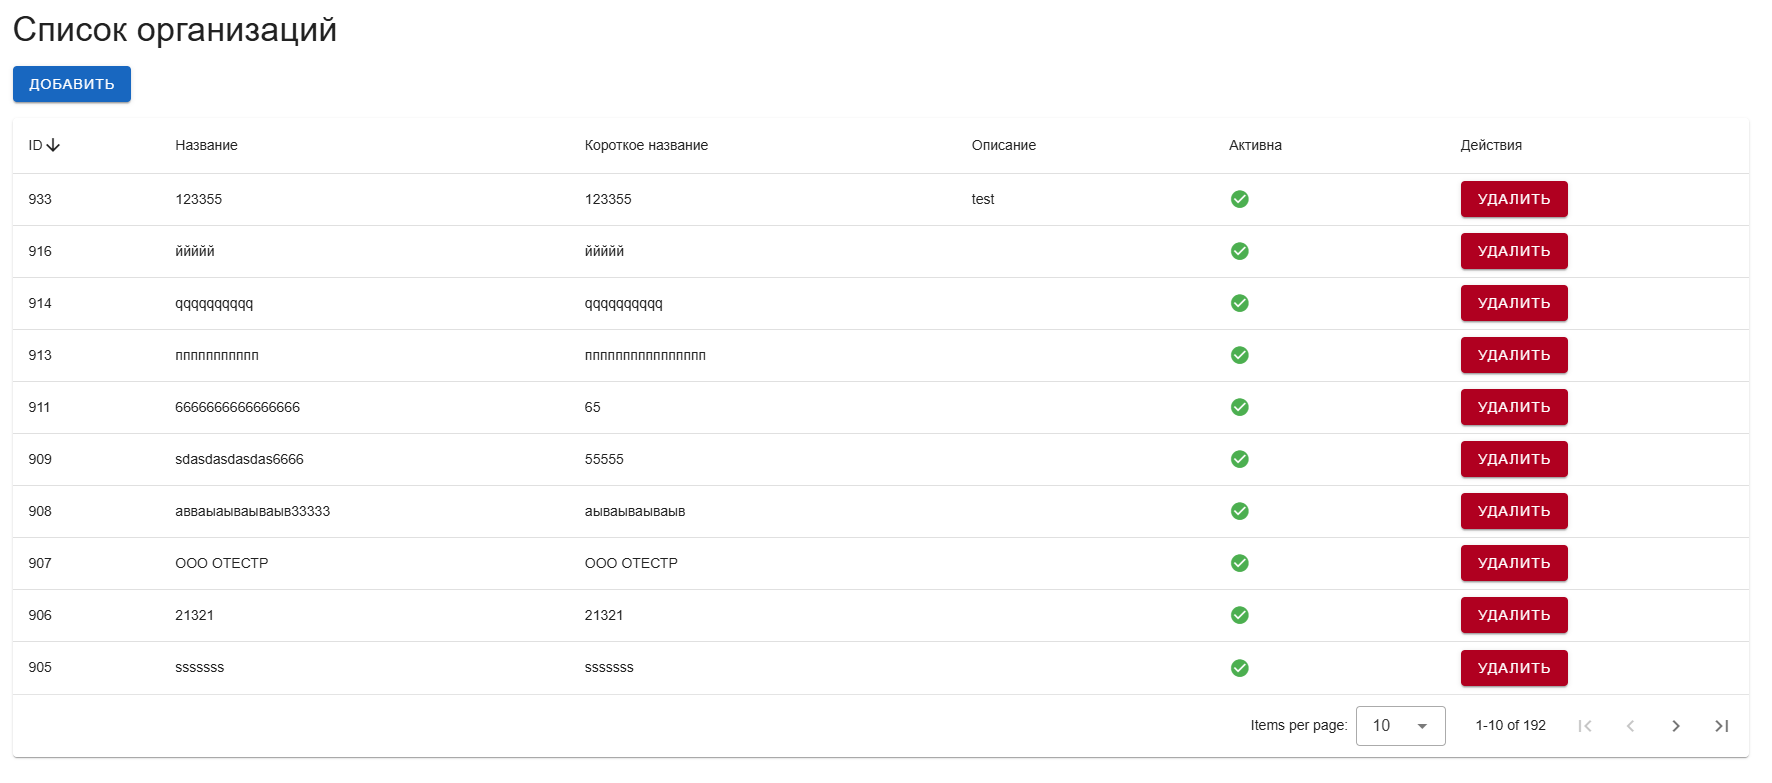 Список организаций
ДОБАВИТЬ
ID Название Короткое название Описание Активна Действия
933 123355 123355 test УДАЛИТЬ
916 ййййй ййййй УДАЛИТЬ
914 qqqqqqqqqq qqqqqqqqqq УДАЛИТЬ
913 ппппппппппп пппппппппппппппп УДАЛИТЬ
911 6666666666666666 65 УДАЛИТЬ
909 sdasdasdasdas6666 55555 УДАЛИТЬ
908 авваыаываываыв33333 аываываываыв УДАЛИТЬ
907 ООО ОТЕСТР ООО ОТЕСТР УДАЛИТЬ
906 21321 21321 УДАЛИТЬ
905 sssssss sssssss УДАЛИТЬ
Items per page: 10 1-10 of 192